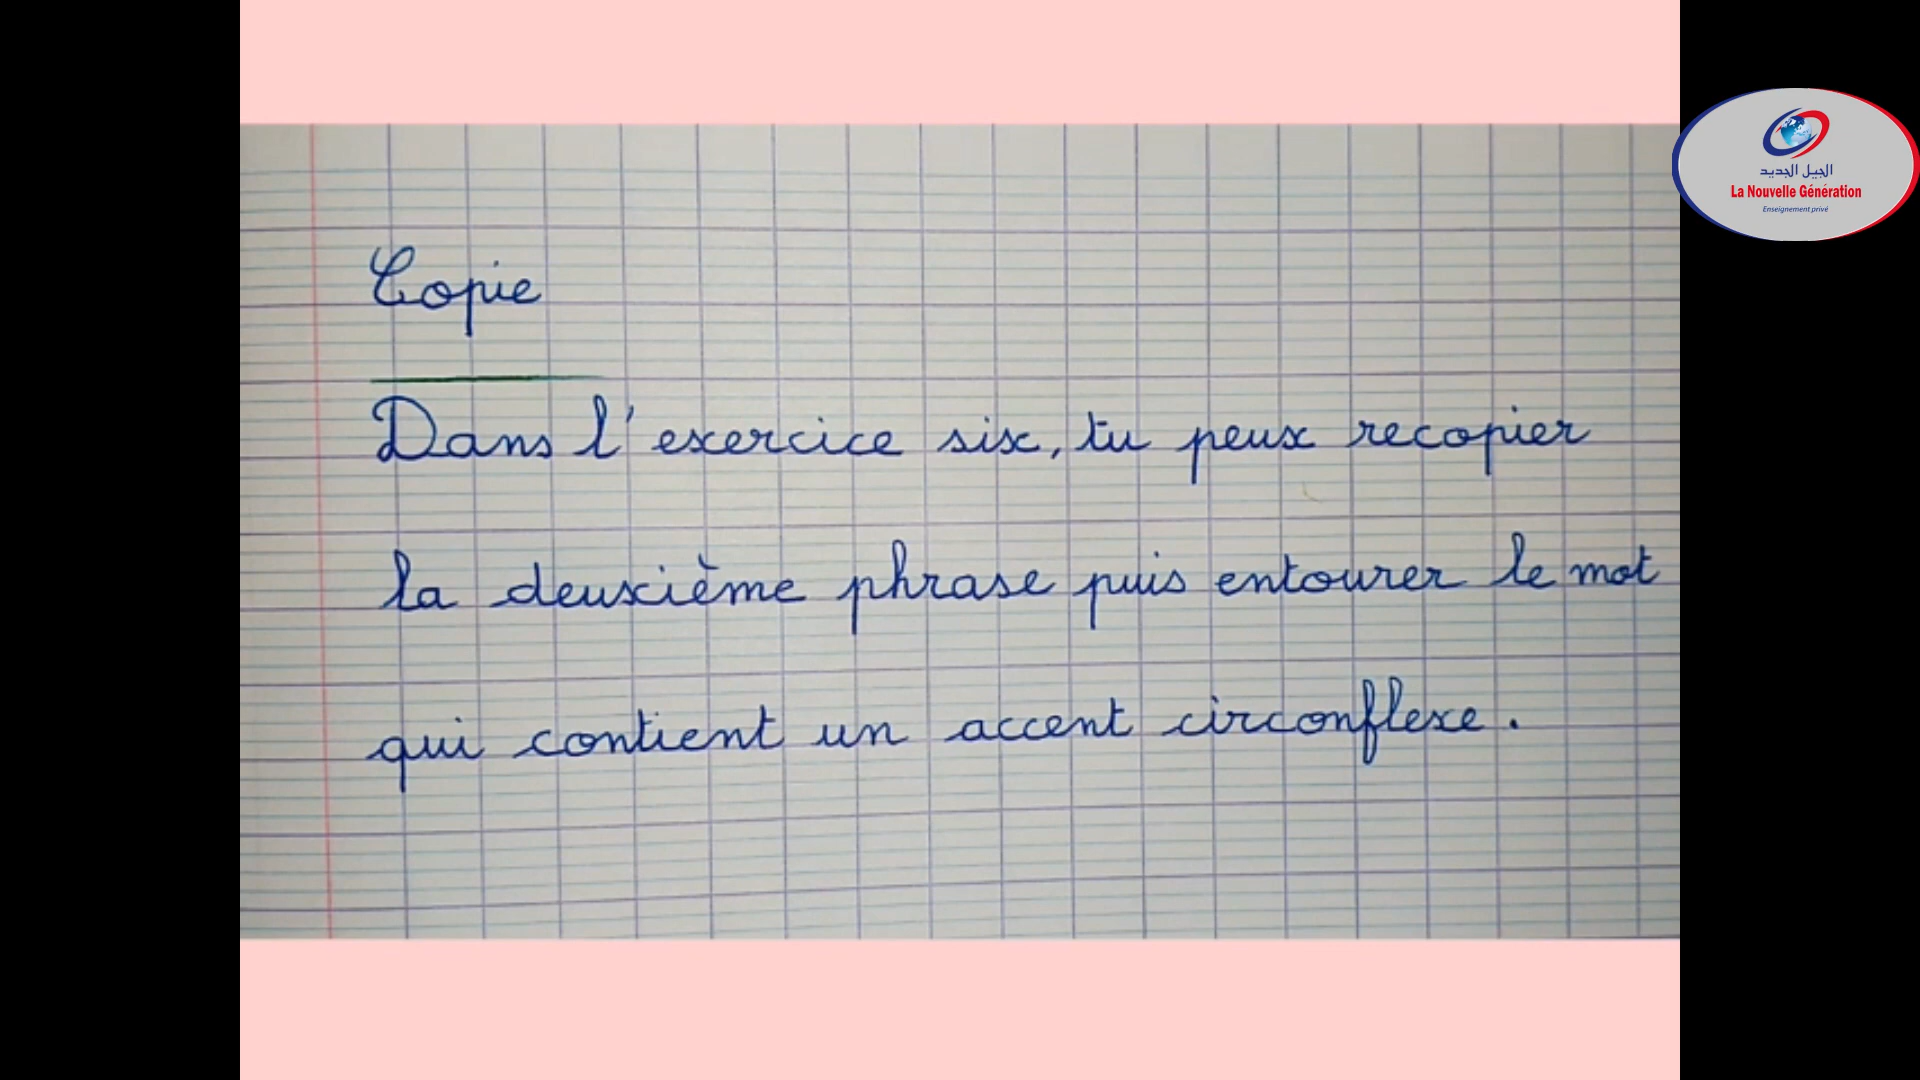 الجيل الجديد
La Nouvelle Génération
Enseignement privé
Copie
Dans l'exercice six, tu peux recopier
la deuxième phrase puis entourer le mot
qui contient un accent circonflexe.